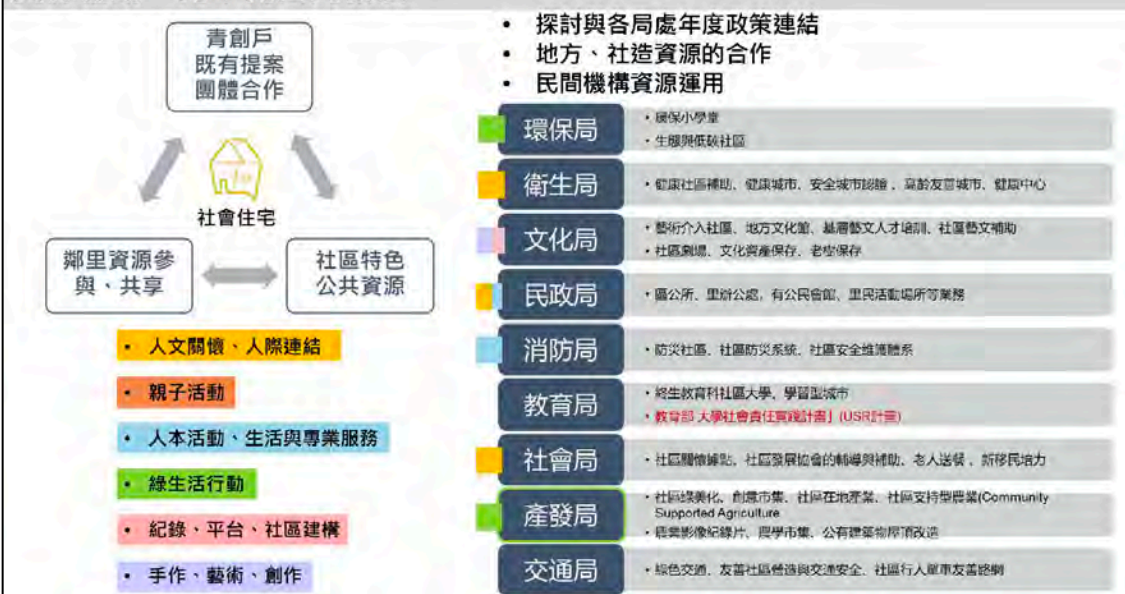 青創戶
既有提案
團體合作
社會住宅
鄰里資源參
與、共享
社區特色
公共資源
• 人文關懷、人際連結
• 親子活動
• 人本活動、生活與專業服務
• 綠生活行動
• 紀錄、平台、社區建構
• 手作、藝術、創作
• 探討與各局處年度政策連結
• 地方、社造資源的合作
• 民間機構資源運用
環保局
• 環保小學堂
• 生態與低碳社區
衛生局
• 健康社區補助、健康城市、安全城市認證、高齡友善城市、健康中心
文化局
• 藝術介入社區、地方文化館、基層藝文人才培訓、社區藝文補助
• 社區劇場、文化資產保存、老樹保存
民政局
• 區公所、里辦公處，有公民會館、里民活動場所等業務
消防局
• 防災社區、社區防災系統、社區安全維護體系
教育局
• 終生教育科社區大學、學習型城市
• 教育部 大學社會責任實踐計畫」(USR計畫)
社會局
• 社區關懷據點，社區發展協會的輔導與補助、老人送餐、新移民培力
產發局
• 社區綠美化、創意市集、社區在地產業、社區支持型農業(Community
Supported Agriculture
• 農業影像紀錄片、農學市集、公有建築物屋頂改造
交通局
• 綠色交通、友善社區營造與交通安全、社區行人單車友善路網